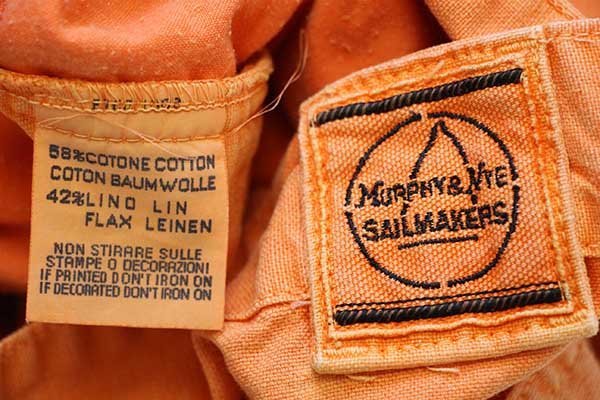 58% COTONE COTTON
COTON BAUMWOLLE
42% LINO LIN
FLAX LEINEN
NON STIRARE SULLE
STAMPE O DECORAZIONI
IF PRINTED DON'T IRON ON
IF DECORATED DON'T IRON ON
MURPHY & NYE
SAILMAKERS